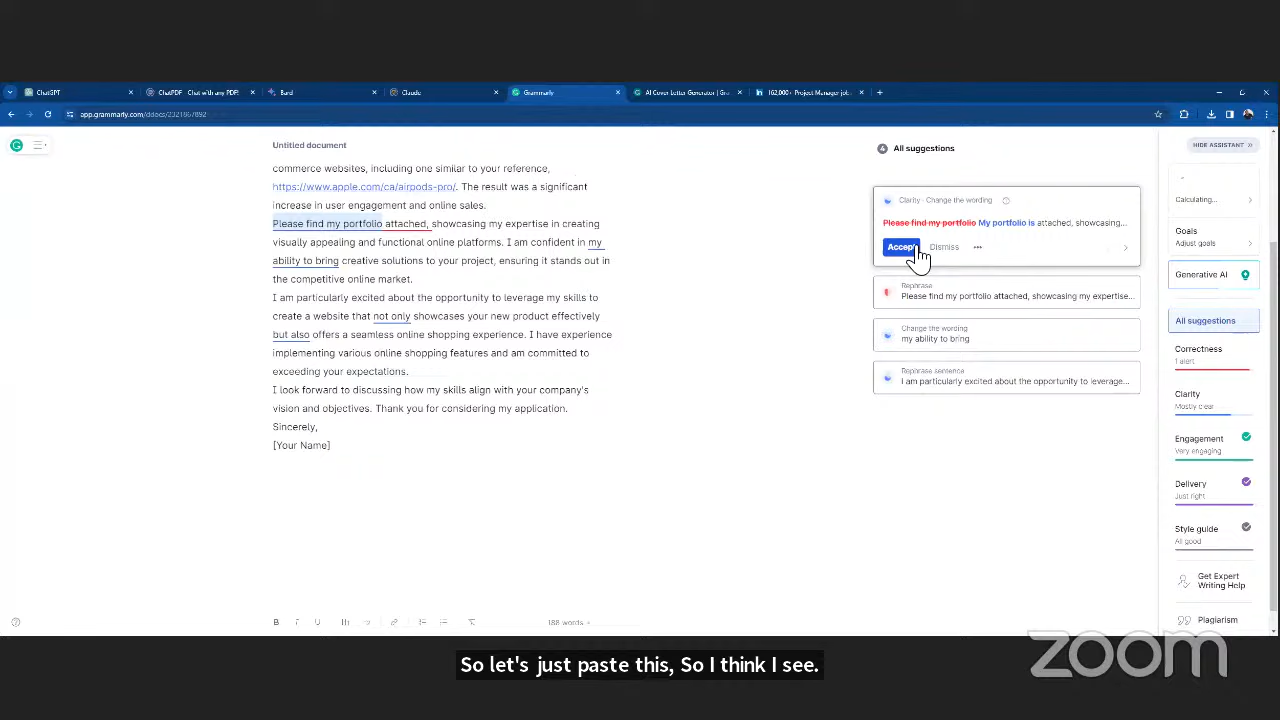 ChatGPT
ChatPDF - Chat with any PDF!
Bard
Claude
Grammarly
AI Cover Letter Generator | Gra
162,000+ Project Manager job
app.grammarly.com/ddocs/2321867892
Untitled document
commerce websites, including one similar to your reference,
https://www.apple.com/ca/airpods-pro/. The result was a significant
increase in user engagement and online sales.
Please find my portfolio attached, showcasing my expertise in creating
visually appealing and functional online platforms. I am confident in my
ability to bring creative solutions to your project, ensuring it stands out in
the competitive online market.
I am particularly excited about the opportunity to leverage my skills to
create a website that not only showcases your new product effectively
but also offers a seamless online shopping experience. I have experience
implementing various online shopping features and am committed to
exceeding your expectations.
I look forward to discussing how my skills align with your company's
vision and objectives. Thank you for considering my application.
Sincerely,
[Your Name]
B I U H1
188 words
4 All suggestions
Clarity · Change the wording
Please find my portfolio My portfolio is attached, showcasing...
Accept Dismiss •••
Rephrase
Please find my portfolio attached, showcasing my expertise...
Change the wording
my ability to bring
Rephrase sentence
I am particularly excited about the opportunity to leverage...
HIDE ASSISTANT
Calculating...
Goals
Adjust goals
Generative AI
All suggestions
Correctness
1 alert
Clarity
Mostly clear
Engagement
Very engaging
Delivery
Just right
Style guide
All good
Get Expert
Writing Help
Plagiarism
zoom
So let's just paste this, So I think I see.